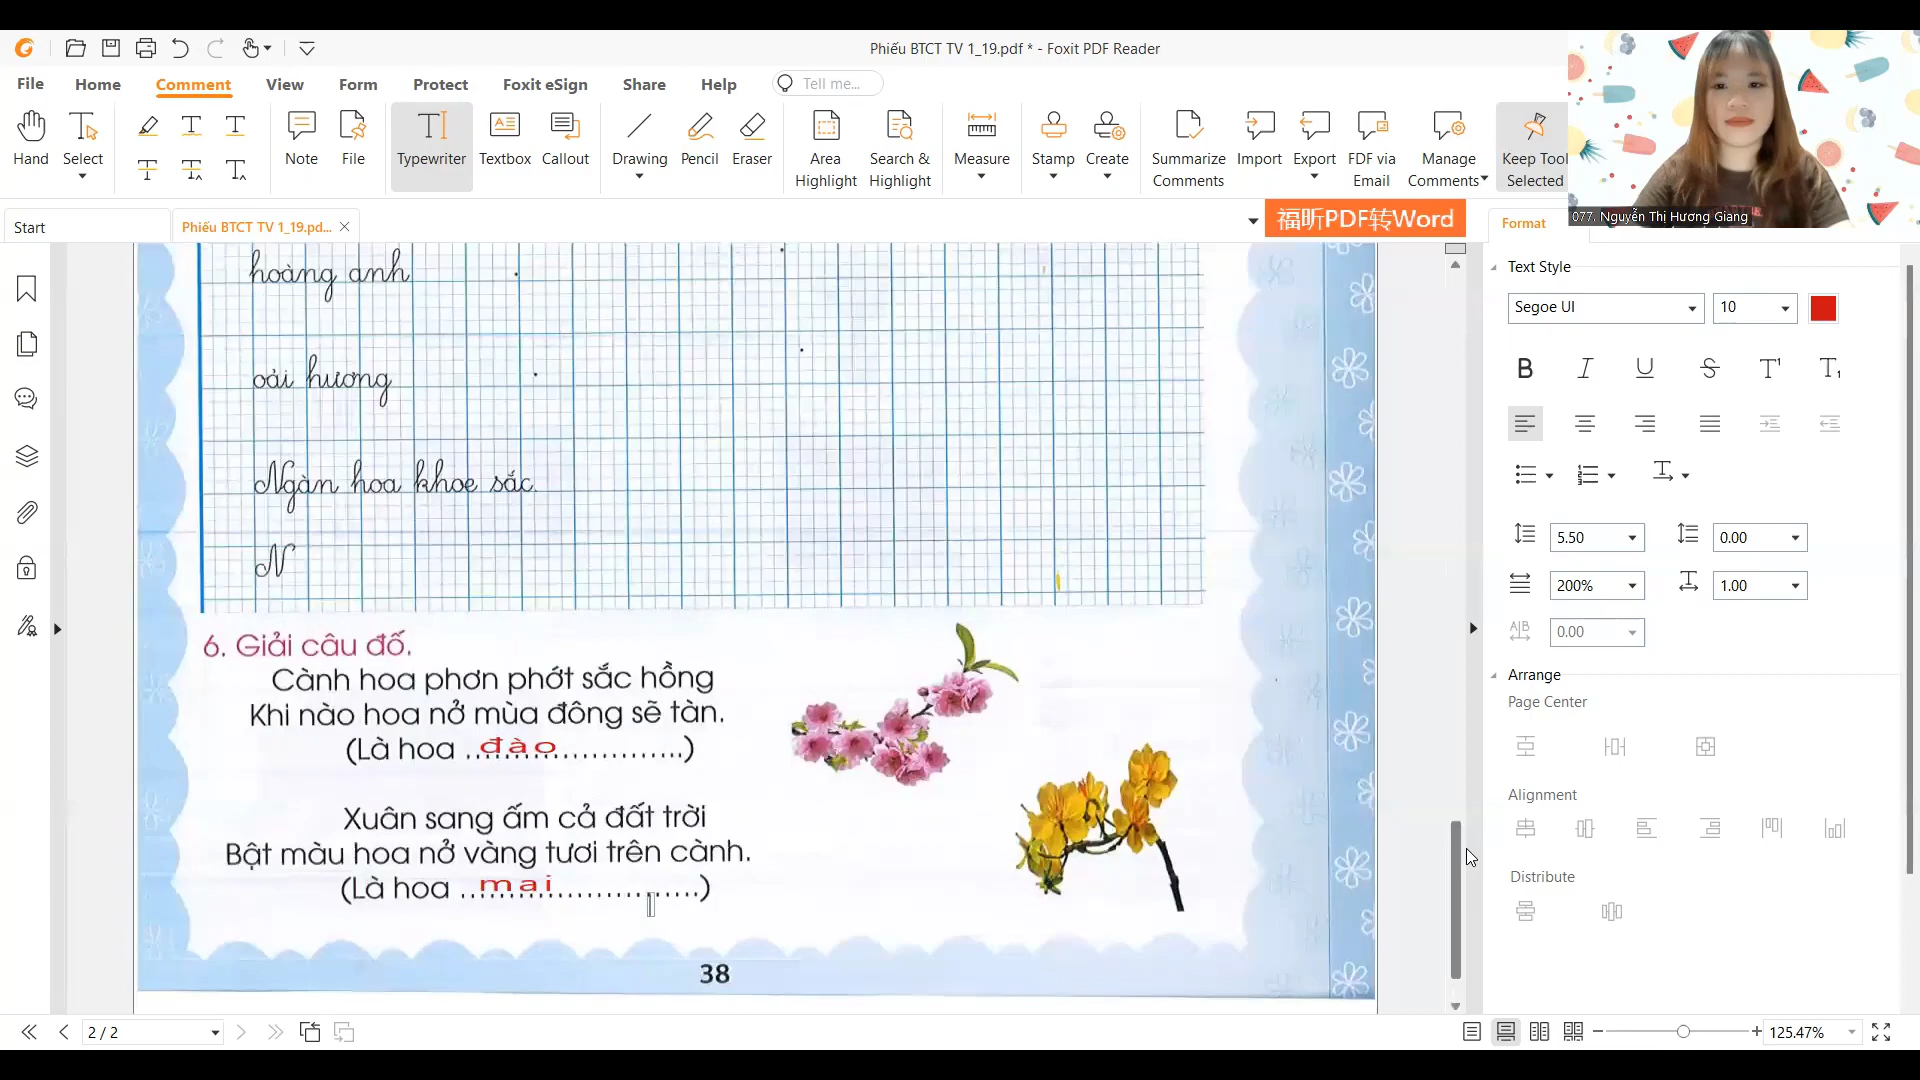 Phiếu BTCT TV 1_19.pdf * - Foxit PDF Reader
File Home Comment View Form Protect Foxit eSign Share Help Tell me...
Hand Select Note File Typewriter Textbox Callout Drawing Pencil Eraser Area Highlight Search & Highlight Measure Stamp Create Summarize Comments Import Export FDF via Email Manage Comments Keep Tool Selected
077. Nguyễn Thị Hương Giang
Start Phiếu BTCT TV 1_19.pd... 福昕PDF转Word Format
Text Style
Segoe UI 10
5.50 0.00
200% 1.00
0.00
Arrange
Page Center
Alignment
Distribute
hoàng anh
oải hương
Ngàn hoa khoe sắc.
N
6. Giải câu đố.
Cành hoa phơn phớt sắc hồng
Khi nào hoa nở mùa đông sẽ tàn.
(Là hoa ..đào..............)
Xuân sang ấm cả đất trời
Bật màu hoa nở vàng tươi trên cành.
(Là hoa ..mai................)
38
2 / 2 125.47%